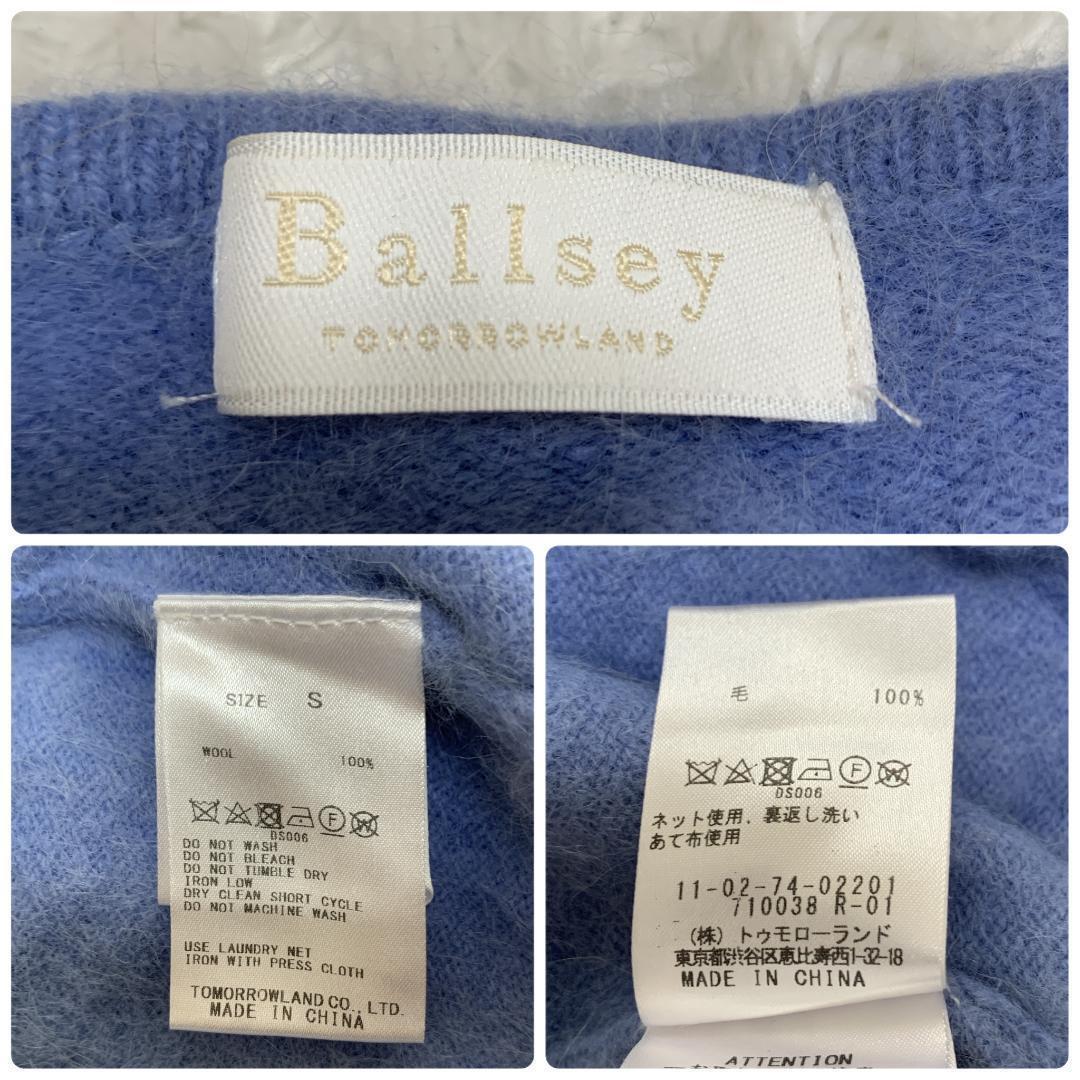 Ballsey
TOMORROWLAND
SIZE S
WOOL 100%
DS006
DO NOT WASH
DO NOT BLEACH
DO NOT TUMBLE DRY
IRON LOW
DRY CLEAN SHORT CYCLE
DO NOT MACHINE WASH
USE LAUNDRY NET
IRON WITH PRESS CLOTH
TOMORROWLAND CO., LTD.
MADE IN CHINA
毛 100%
F W
DS006
ネット使用、裏返し洗い
あて布使用
11-02-74-02201
710038 R-01
(株)トゥモローランド
東京都渋谷区恵比寿西1-32-18
MADE IN CHINA
ATTENTION